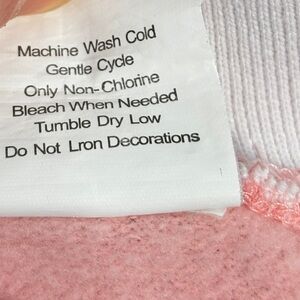 Machine Wash Cold
Gentle Cycle
Only Non-Chlorine
Bleach When Needed
Tumble Dry Low
Do Not Lron Decorations